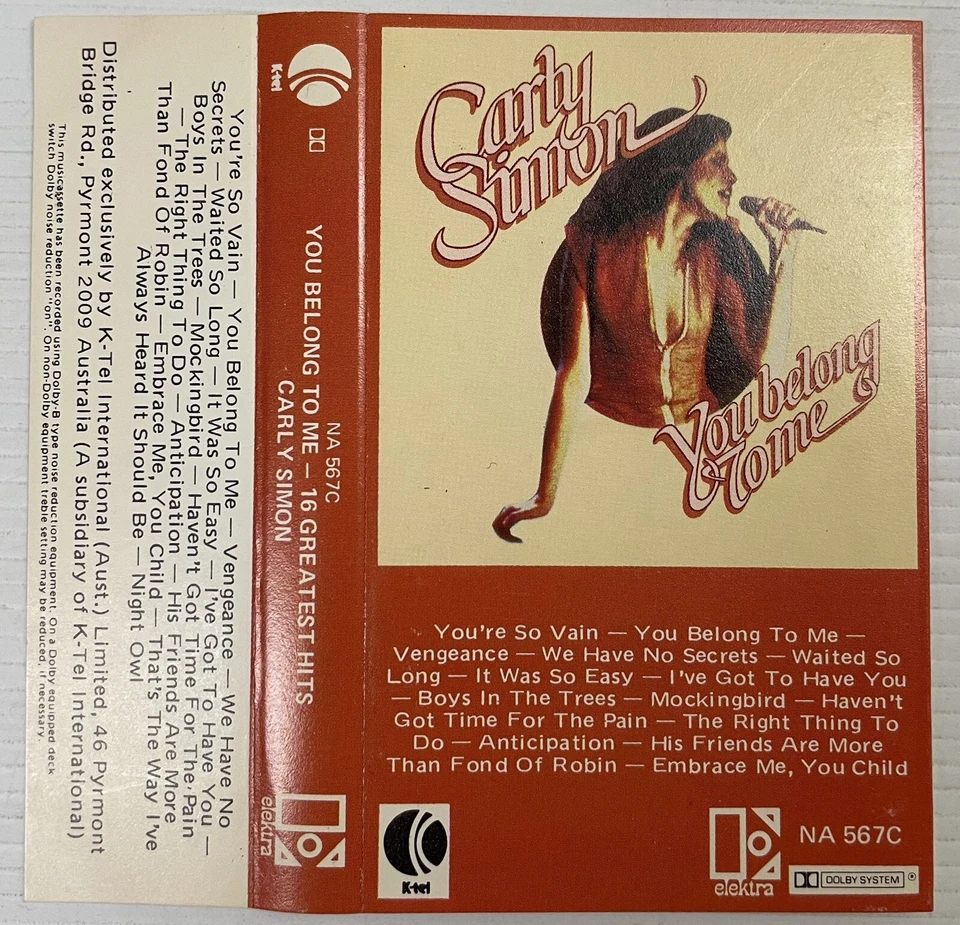 Carly
Simon
You belong
to me
You're So Vain — You Belong To Me —
Vengeance — We Have No Secrets — Waited So
Long — It Was So Easy — I've Got To Have You
— Boys In The Trees — Mockingbird — Haven't
Got Time For The Pain — The Right Thing To
Do — Anticipation — His Friends Are More
Than Fond Of Robin — Embrace Me, You Child
K-tel
elektra
NA 567C
DOLBY SYSTEM ®
K-tel
NA 567C
YOU BELONG TO ME – 16 GREATEST HITS
CARLY SIMON
elektra
You're So Vain — You Belong To Me — Vengeance — We Have No
Secrets — Waited So Long — It Was So Easy — I've Got To Have You —
Boys In The Trees — Mockingbird — Haven't Got Time For The Pain
— The Right Thing To Do — Anticipation — His Friends Are More
Than Fond Of Robin — Embrace Me, You Child — That's The Way I've
Always Heard It Should Be — Night Owl
Distributed exclusively by K-Tel International (Aust.) Limited, 46 Pyrmont
Bridge Rd., Pyrmont 2009 Australia (A subsidiary of K-Tel International)
This musicassette has been recorded using Dolby-B type noise reduction equipment. On a Dolby equipped deck
switch Dolby noise reduction "on". On non-Dolby equipment treble setting may be reduced, if necessary.